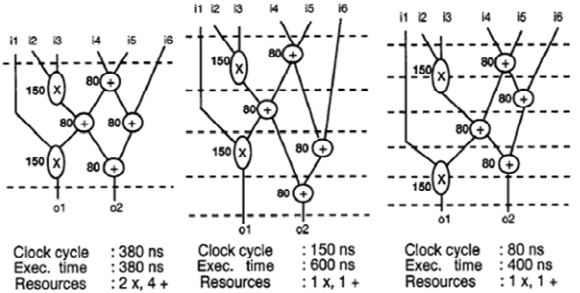 i1 i2 i3 i4 i5 i6
150 x 80 +
80 + 80 +
150 x 80 +
o1 o2
Clock cycle : 380 ns
Exec. time : 380 ns
Resources : 2 x, 4 +
i1 i2 i3 i4 i5 i6
150 x 80 +
80 +
150 x 80 +
80 +
o1 o2
Clock cycle : 150 ns
Exec. time : 600 ns
Resources : 1 x, 1 +
i1 i2 i3 i4 i5 i6
80 +
150 x
80 +
80 +
80 +
150 x
o1 o2
Clock cycle : 80 ns
Exec. time : 400 ns
Resources : 1 x, 1 +